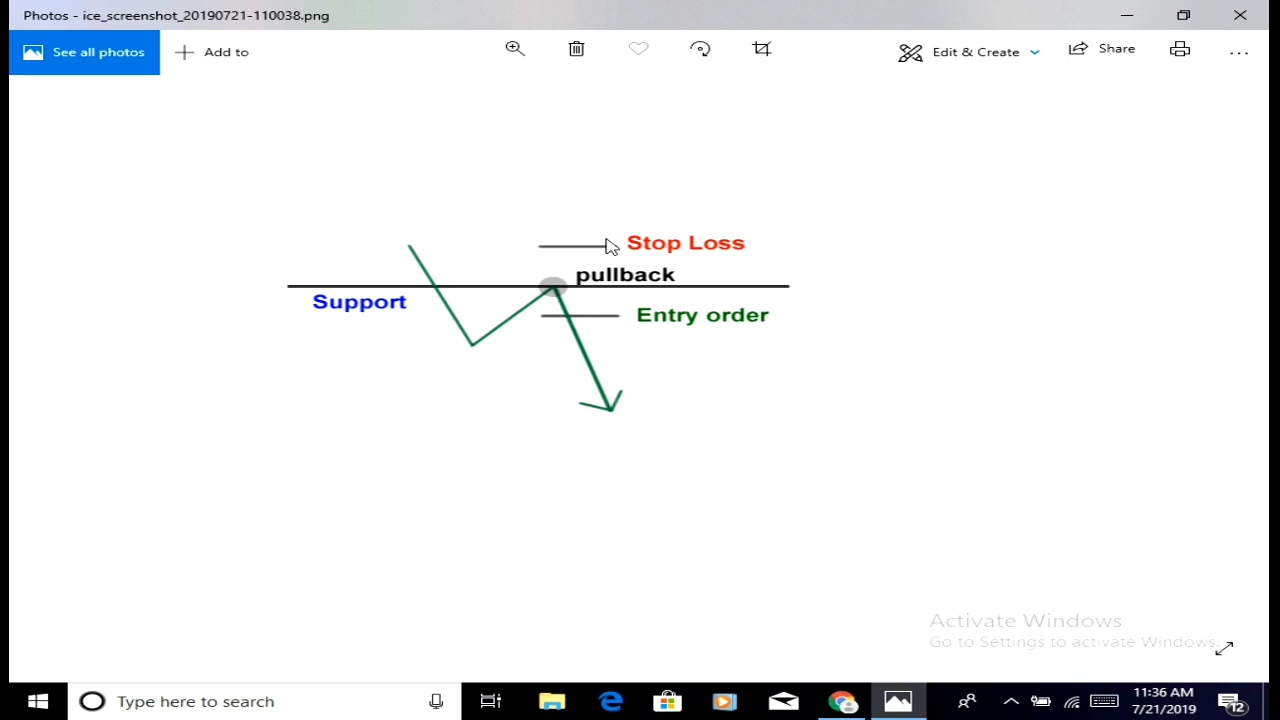 Photos - ice_screenshot_20190721-110038.png
See all photos
Add to
Edit & Create
Share
Stop Loss
pullback
Support
Entry order
Activate Windows
Go to Settings to activate Windows.
Type here to search
11:36 AM
7/21/2019
12